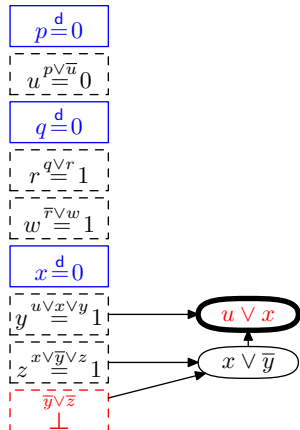 p =ᵈ 0
u =^{p∨u̅} 0
q =ᵈ 0
r =^{q∨r} 1
w =^{r̅∨w} 1
x =ᵈ 0
y =^{u∨x∨y} 1 u ∨ x
z =^{x∨y̅∨z} 1 x ∨ y̅
y̅∨z̅
⊥